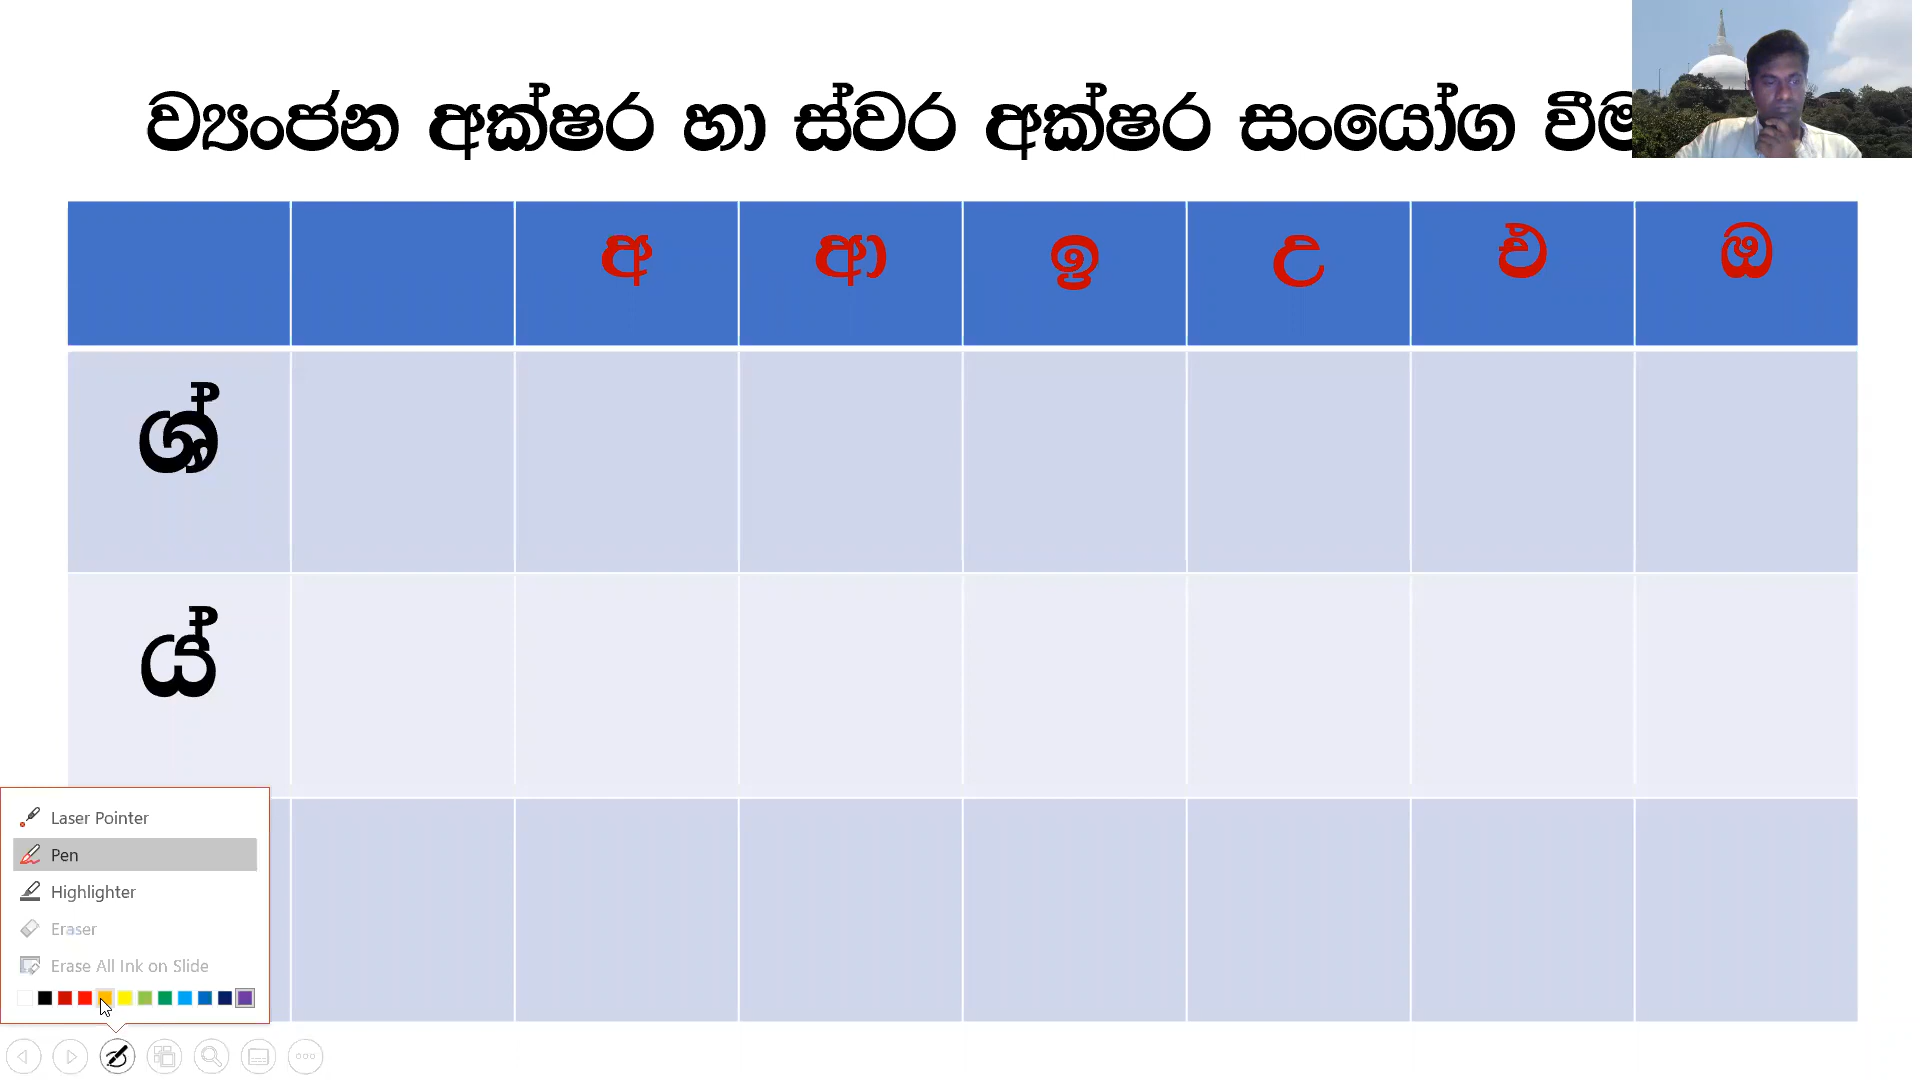 ව්‍යංජන අක්ෂර හා ස්වර අක්ෂර සංයෝග වීම
අ ආ ඉ උ එ ඔ
ශ්
ය්
Laser Pointer
Pen
Highlighter
Eraser
Erase All Ink on Slide